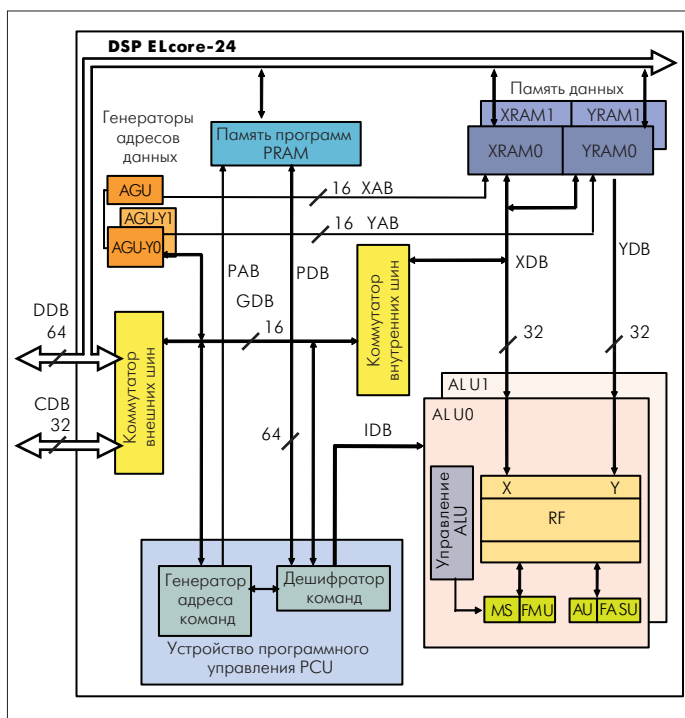 DSP ELcore-24
Память данных
Генераторы
адресов
данных
XRAM1
YRAM1
Память программ
PRAM
XRAM0
YRAM0
AGU
16 XAB
AGU-Y1
AGU-Y0
16 YAB
PAB
PDB
XDB
YDB
GDB
DDB
64
16
Коммутатор
внешних шин
Коммутатор
внутренних шин
32
32
CDB
32
ALU1
ALU0
64
IDB
Управление
ALU
X
Y
RF
Генератор
адреса
команд
Дешифратор
команд
MS
FMU
AU
FASU
Устройство программного
управления PCU